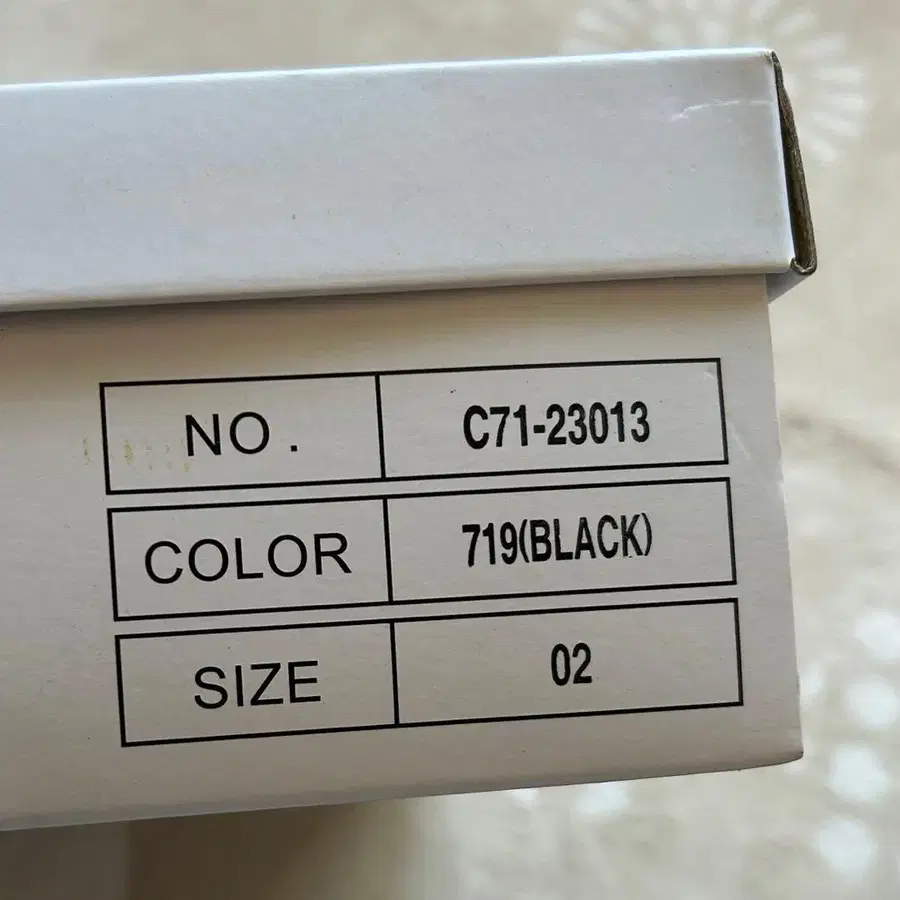 NO. C71-23013
COLOR 719(BLACK)
SIZE 02